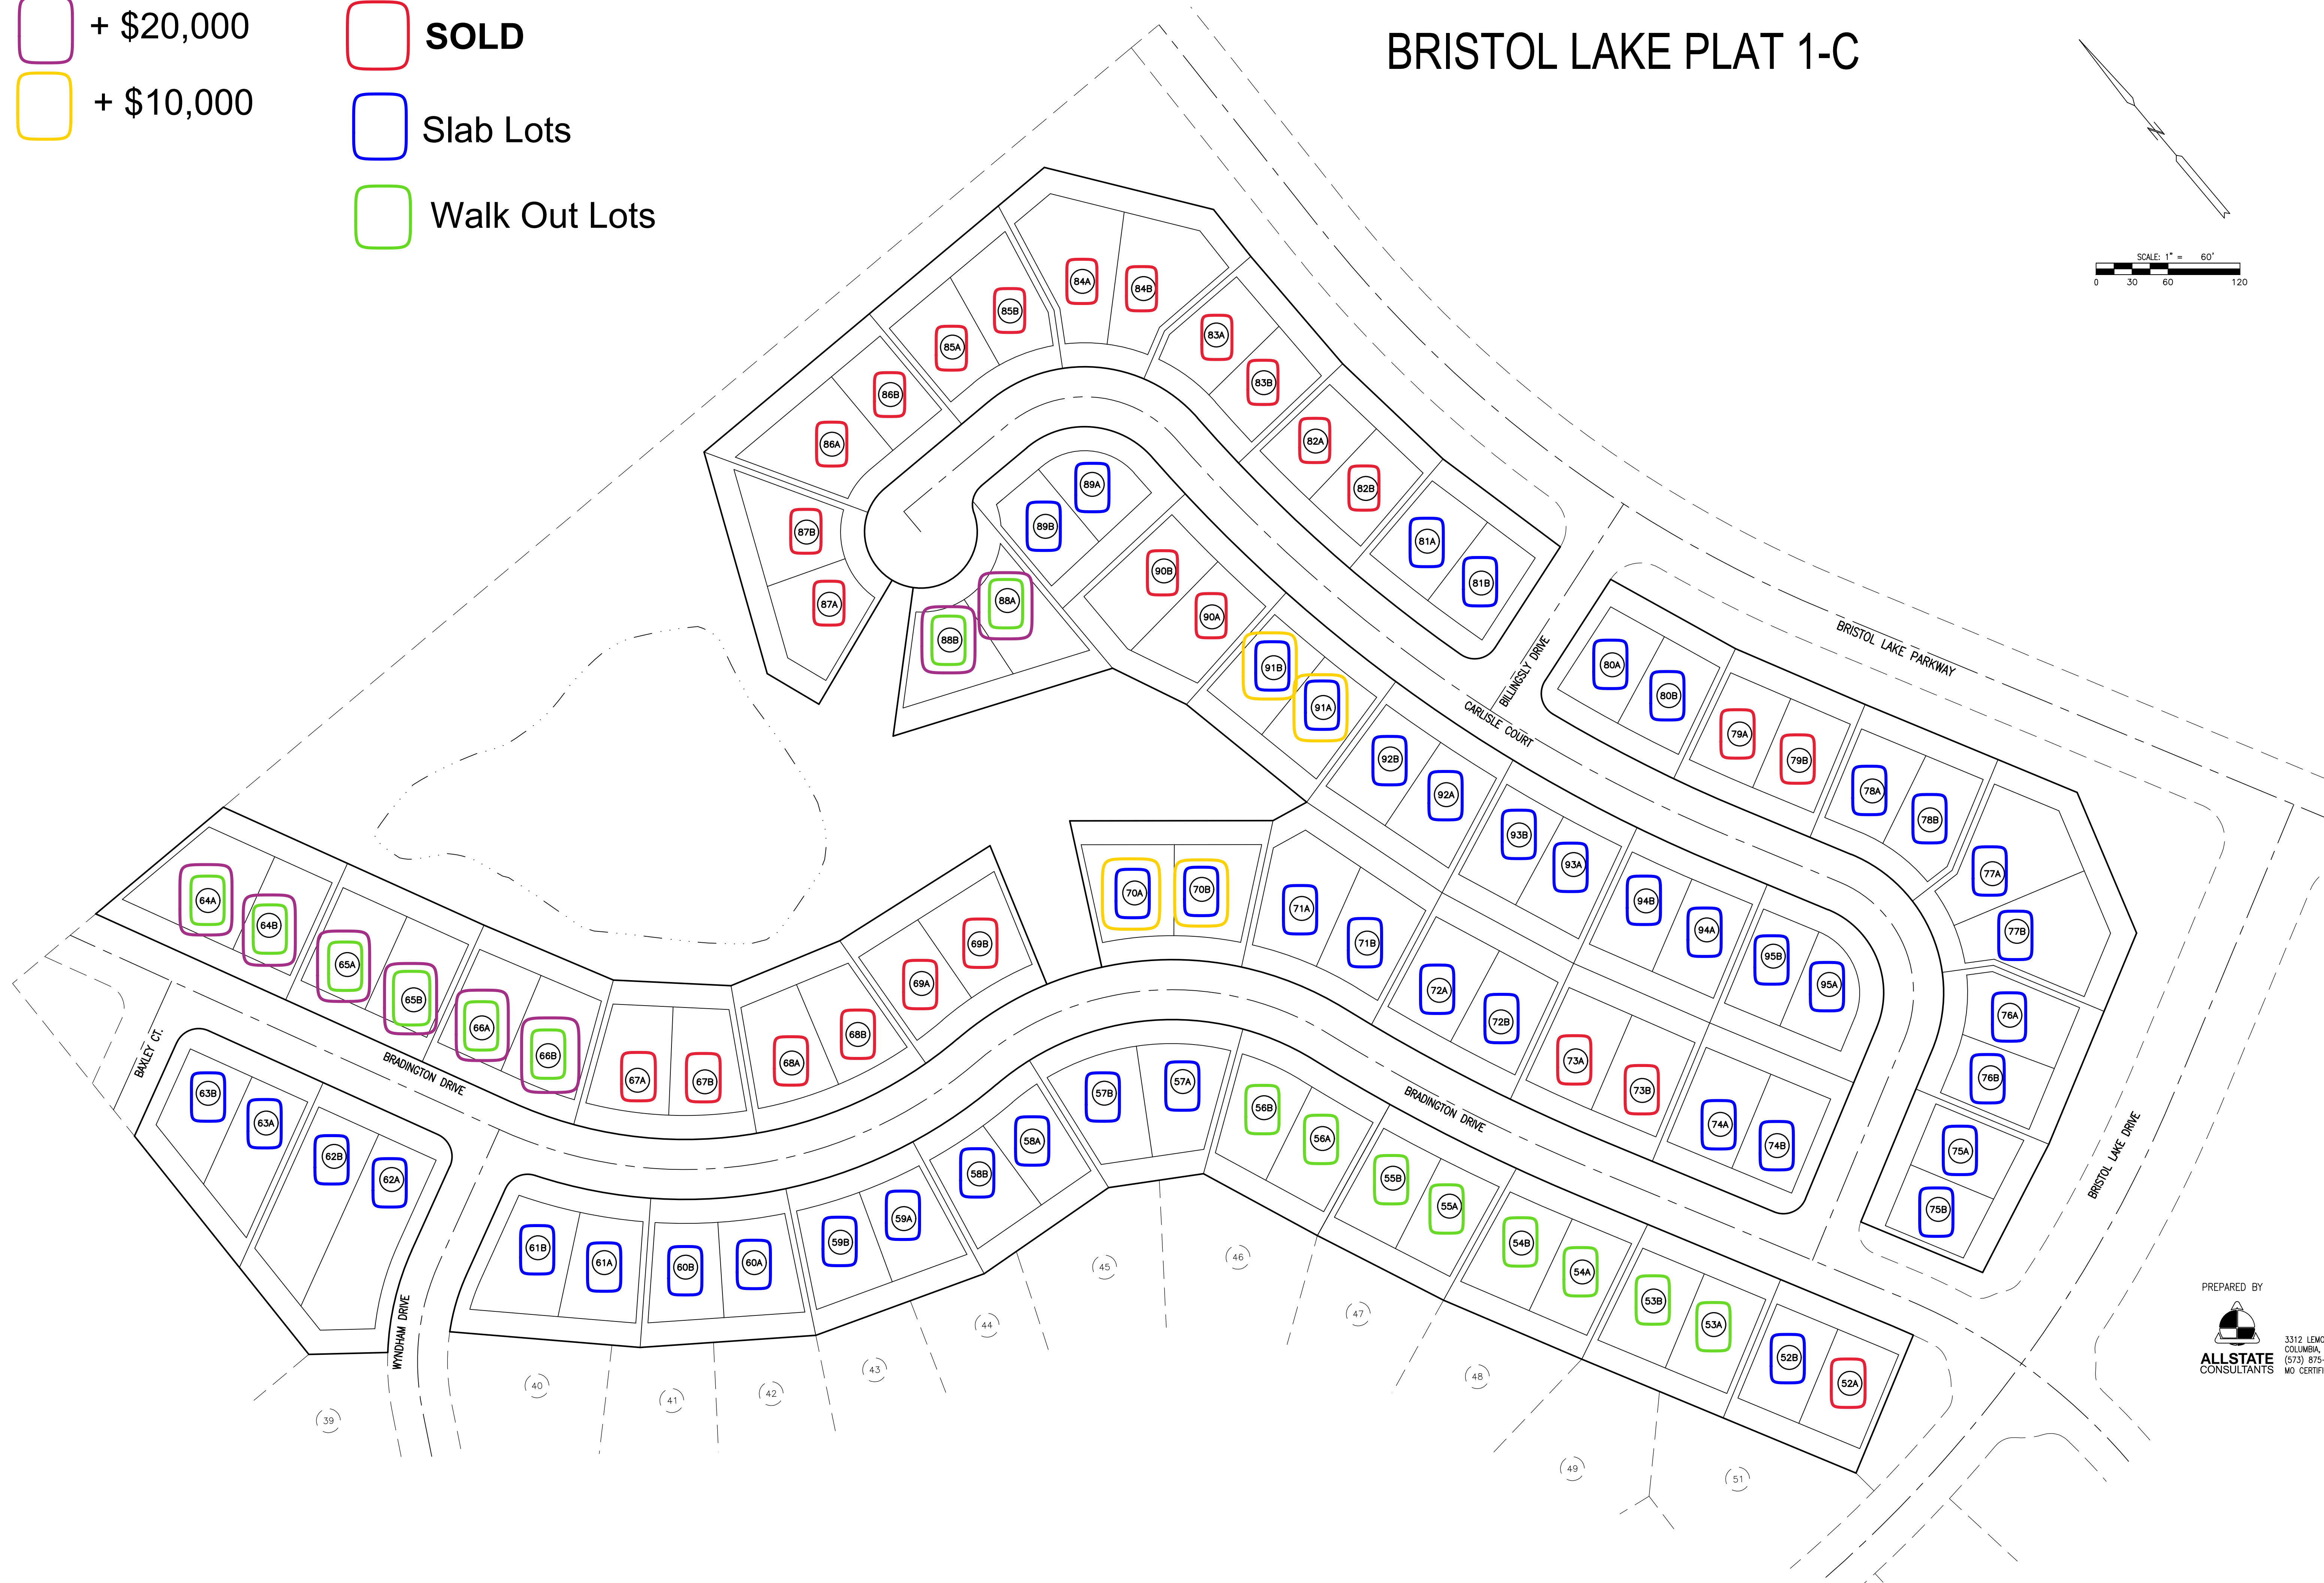 + $20,000
SOLD
BRISTOL LAKE PLAT 1-C
+ $10,000
Slab Lots
Walk Out Lots
N
SCALE: 1" = 60'
0 30 60 120
84A
84B
85B
85A
83A
83B
86B
86A
82A
82B
89A
89B
87B
87A
81A
81B
90B
90A
88A
88B
91B
91A
BILLINGSLY DRIVE
CARLISLE COURT
BRISTOL LAKE PARKWAY
80A
80B
79A
79B
78A
78B
77A
77B
92B
92A
93B
93A
94B
94A
95B
95A
76A
76B
75A
75B
BRISTOL LAKE DRIVE
64A
64B
65A
65B
66A
66B
67A
67B
68A
68B
69A
69B
70A
70B
71A
71B
72A
72B
73A
73B
74A
74B
BAXLEY CT.
BRADINGTON DRIVE
BRADINGTON DRIVE
63B
63A
62B
62A
61B
61A
60B
60A
59B
59A
58B
58A
57B
57A
56B
56A
55B
55A
54B
54A
53B
53A
52B
52A
WYNDHAM DRIVE
39
40
41
42
43
44
45
46
47
48
49
51
PREPARED BY
ALLSTATE
CONSULTANTS
3312 LEMO
COLUMBIA,
(573) 875-
MO CERTIFI